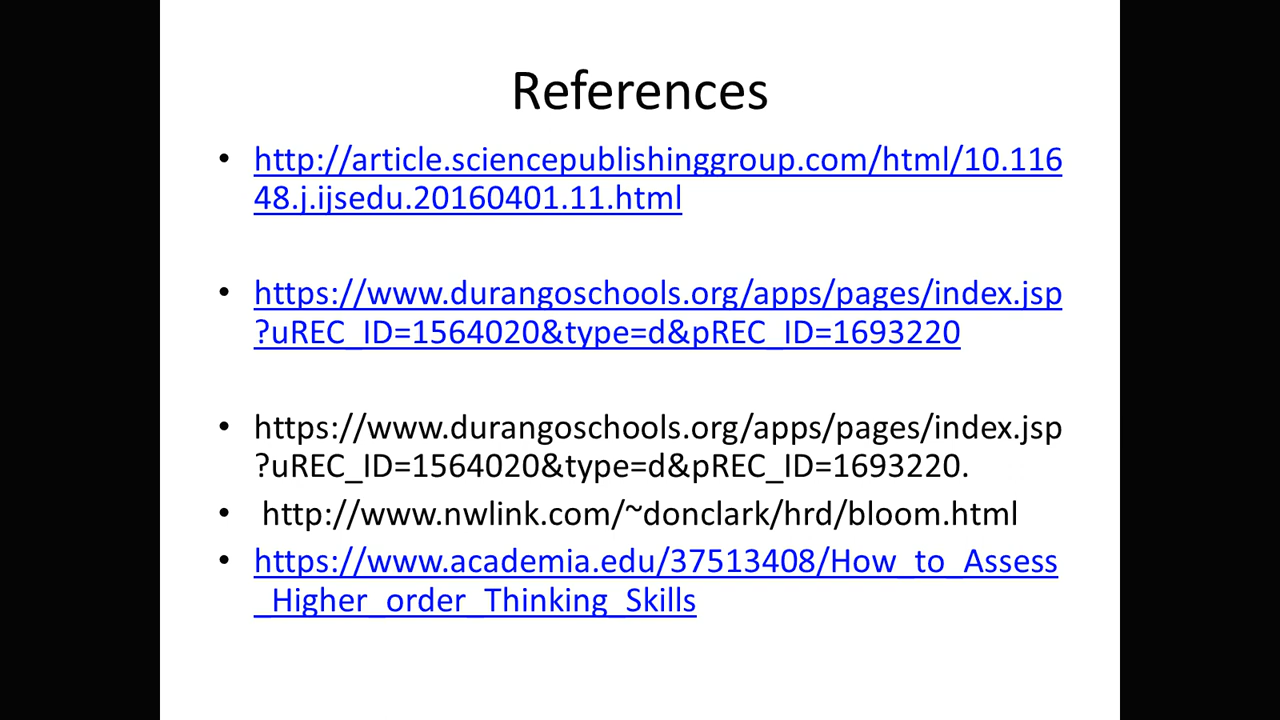 References
• http://article.sciencepublishinggroup.com/html/10.116
48.j.ijsedu.20160401.11.html
• https://www.durangoschools.org/apps/pages/index.jsp
?uREC_ID=1564020&type=d&pREC_ID=1693220
• https://www.durangoschools.org/apps/pages/index.jsp
?uREC_ID=1564020&type=d&pREC_ID=1693220.
• http://www.nwlink.com/~donclark/hrd/bloom.html
• https://www.academia.edu/37513408/How_to_Assess
_Higher_order_Thinking_Skills